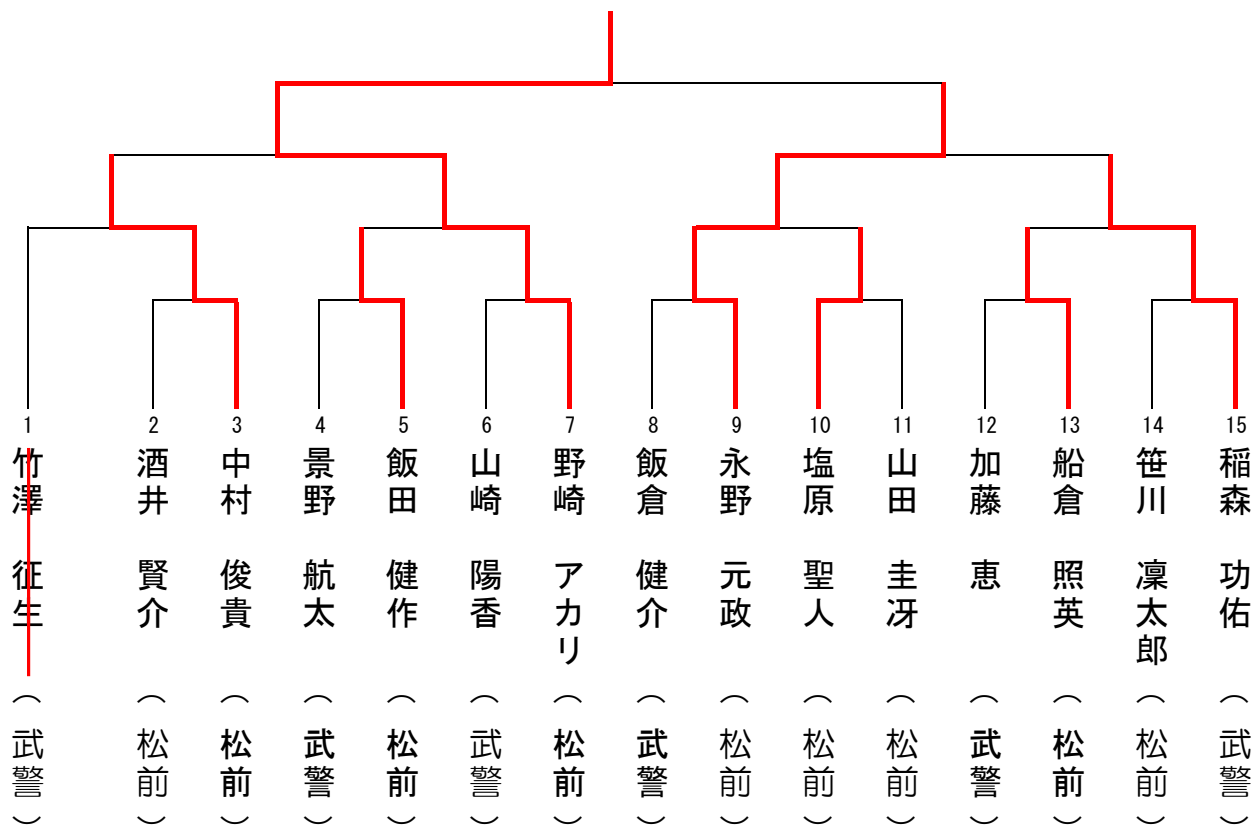 1
竹澤 征生
（武警）
2
酒井 賢介
（松前）
3
中村 俊貴
（松前）
4
景野 航太
（武警）
5
飯田 健作
（松前）
6
山崎 陽香
（武警）
7
野崎 アカリ
（松前）
8
飯倉 健介
（武警）
9
永野 元政
（松前）
10
塩原 聖人
（松前）
11
山田 圭冴
（松前）
12
加藤 恵
（武警）
13
船倉 照英
（松前）
14
笹川 凜太郎
（松前）
15
稲森 功佑
（武警）